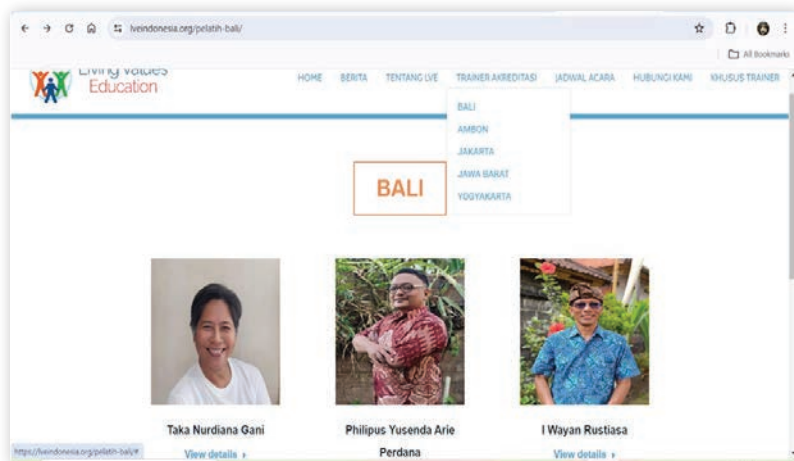 lveindonesia.org/pelatih-bali/
All Bookmarks
Living Values
Education
HOME BERITA TENTANG LVE TRAINER AKREDITASI JADWAL ACARA HUBUNGI KAMI KHUSUS TRAINER
BALI
AMBON
JAKARTA
JAWA BARAT
YOGYAKARTA
BALI
Taka Nurdiana Gani
View details ›
Philipus Yusenda Arie
Perdana
I Wayan Rustiasa
View details ›
https://lveindonesia.org/pelatih-bali/#